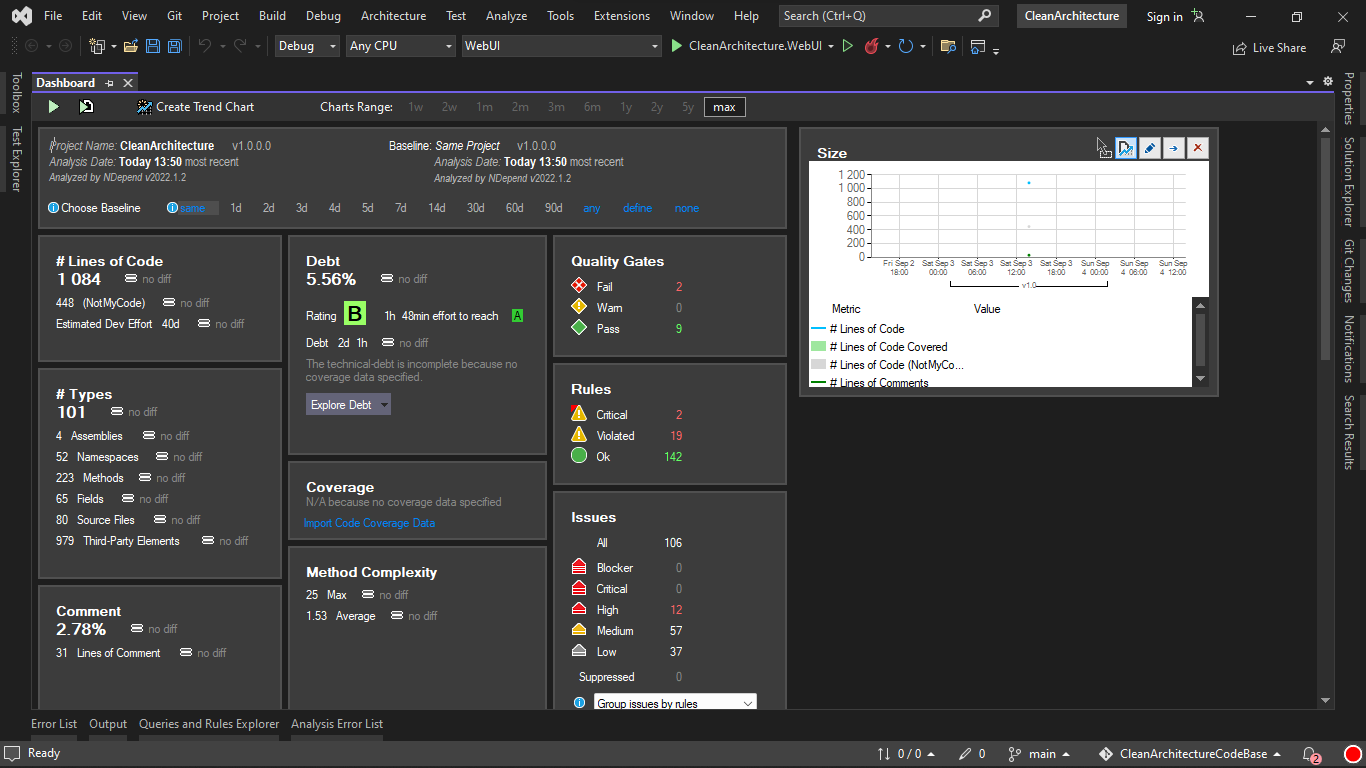 File Edit View Git Project Build Debug Architecture Test Analyze Tools Extensions Window Help Search (Ctrl+Q) CleanArchitecture Sign in
Debug Any CPU WebUI CleanArchitecture.WebUI Live Share
Toolbox
Test Explorer
Dashboard
Create Trend Chart Charts Range: 1w 2w 1m 2m 3m 6m 1y 2y 5y max
Project Name: CleanArchitecture v1.0.0.0
Analysis Date: Today 13:50 most recent
Analyzed by NDepend v2022.1.2
Baseline: Same Project v1.0.0.0
Analysis Date: Today 13:50 most recent
Analyzed by NDepend v2022.1.2
Choose Baseline same 1d 2d 3d 4d 5d 7d 14d 30d 60d 90d any define none
# Lines of Code
1 084 no diff
448 (NotMyCode) no diff
Estimated Dev Effort 40d no diff
# Types
101 no diff
4 Assemblies no diff
52 Namespaces no diff
223 Methods no diff
65 Fields no diff
80 Source Files no diff
979 Third-Party Elements no diff
Comment
2.78% no diff
31 Lines of Comment no diff
Debt
5.56% no diff
Rating B 1h 48min effort to reach A
Debt 2d 1h no diff
The technical-debt is incomplete because no
coverage data specified.
Explore Debt
Coverage
N/A because no coverage data specified
Import Code Coverage Data
Method Complexity
25 Max no diff
1.53 Average no diff
Quality Gates
Fail 2
Warn 0
Pass 9
Rules
Critical 2
Violated 19
Ok 142
Issues
All 106
Blocker 0
Critical 0
High 12
Medium 57
Low 37
Suppressed 0
Group issues by rules
Size
1 200
1 000
800
600
400
200
0
Fri Sep 2 Sat Sep 3 Sat Sep 3 Sat Sep 3 Sat Sep 3 Sun Sep Sun Sep Sun Sep
18:00 00:00 06:00 12:00 18:00 4 00:00 4 06:00 4 12:00
v1.0
Metric Value
# Lines of Code
# Lines of Code Covered
# Lines of Code (NotMyCo...
# Lines of Comments
Properties
Solution Explorer
Git Changes
Notifications
Search Results
Error List Output Queries and Rules Explorer Analysis Error List
Ready 0 / 0 0 main CleanArchitectureCodeBase 2